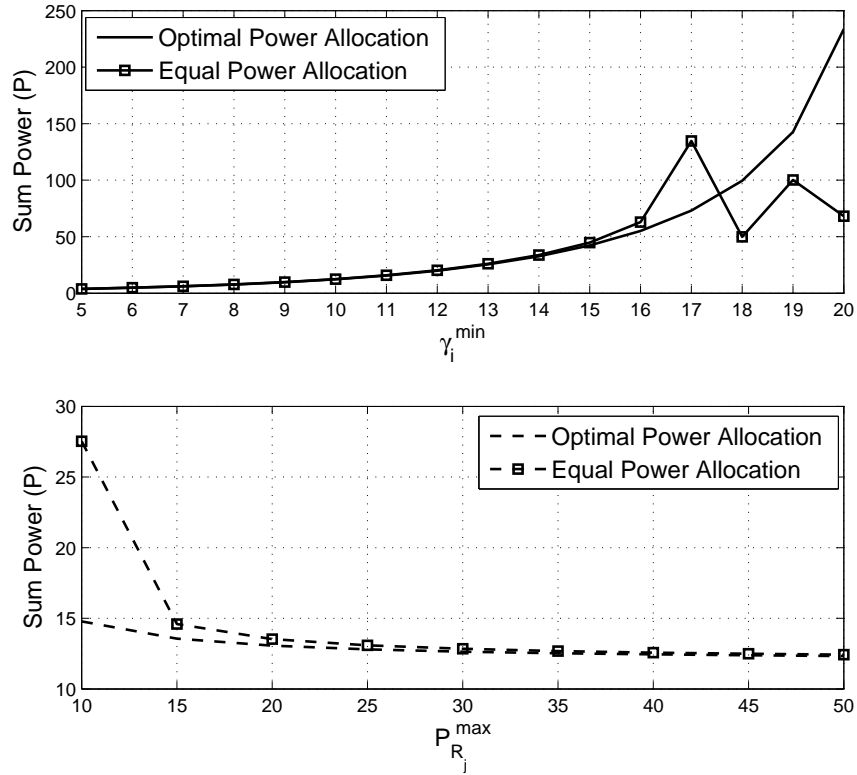 250
200
150
100
50
0
Sum Power (P)
Optimal Power Allocation
Equal Power Allocation
5 6 7 8 9 10 11 12 13 14 15 16 17 18 19 20
γ_i^min
30
25
20
15
10
Sum Power (P)
Optimal Power Allocation
Equal Power Allocation
10 15 20 25 30 35 40 45 50
P_{R_j}^max